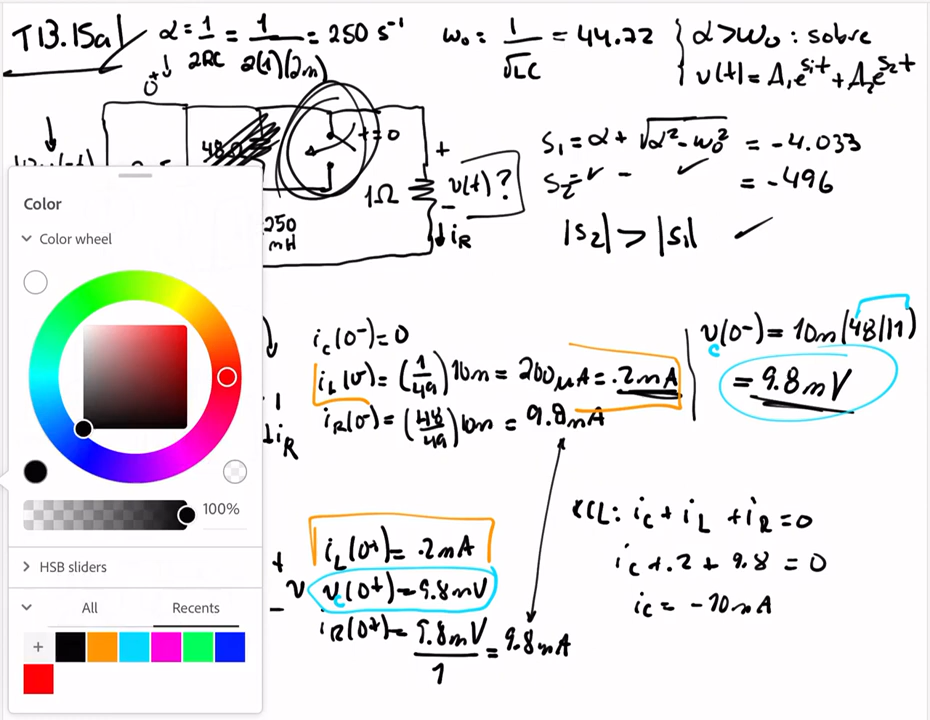 T13.15a) α = 1/2RC = 1/2(1)(2m) = 250 s⁻¹
ω₀ = 1/√LC = 44.72 { α > ω₀ : sobre
v(t) = A₁e^s₁t + A₂e^s₂t
0⁺↓
48Ω
t=0
250 mH
1Ω
+ v(t)? −
↓iR
S₁ = α + √α² - ω₀² = -4.033
S₂ = " - ✓ = -496
|S₂| > |S₁| ✓
Color
Color wheel
100%
HSB sliders
All
Recents
ic(0-)=0
iL(0-) = (1/49) 10m = 200μA = .2mA
iR(0-) = (48/49) 10m = 9.8mA
↓iR
vc(0-) = 10m (48//1)
= 9.8mV
iL(0+) = .2mA
+ v −
vc(0+) = 9.8mV
iR(0+) = 9.8mV/1 = 9.8mA
KCL: ic + iL + iR = 0
ic + .2 + 9.8 = 0
ic = -10mA